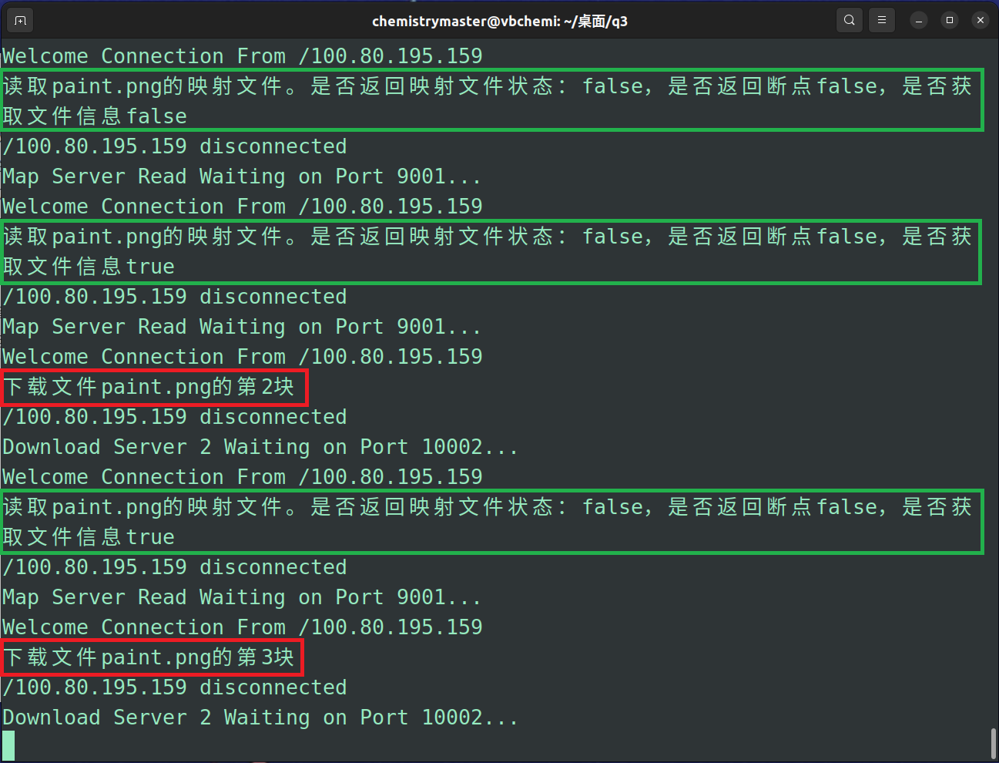 chemistrymaster@vbchemi: ~/桌面/q3
Welcome Connection From /100.80.195.159
读取paint.png的映射文件。是否返回映射文件状态：false，是否返回断点false，是否获
取文件信息false
/100.80.195.159 disconnected
Map Server Read Waiting on Port 9001...
Welcome Connection From /100.80.195.159
读取paint.png的映射文件。是否返回映射文件状态：false，是否返回断点false，是否获
取文件信息true
/100.80.195.159 disconnected
Map Server Read Waiting on Port 9001...
Welcome Connection From /100.80.195.159
下载文件paint.png的第2块
/100.80.195.159 disconnected
Download Server 2 Waiting on Port 10002...
Welcome Connection From /100.80.195.159
读取paint.png的映射文件。是否返回映射文件状态：false，是否返回断点false，是否获
取文件信息true
/100.80.195.159 disconnected
Map Server Read Waiting on Port 9001...
Welcome Connection From /100.80.195.159
下载文件paint.png的第3块
/100.80.195.159 disconnected
Download Server 2 Waiting on Port 10002...